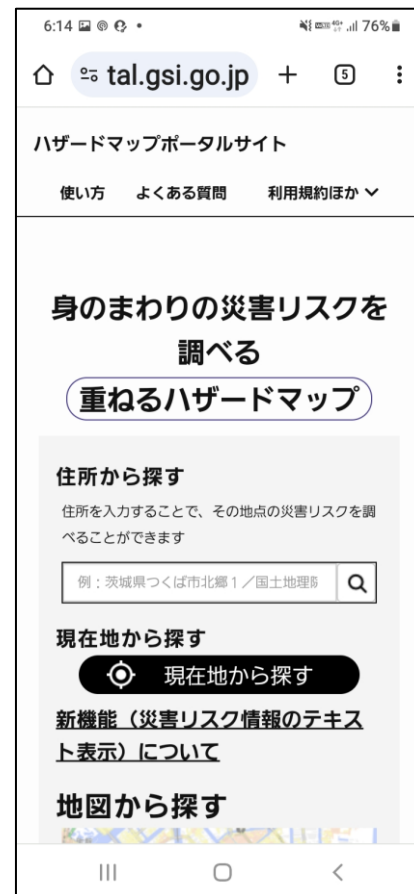 6:14 76%
tal.gsi.go.jp 5
ハザードマップポータルサイト
使い方 よくある質問 利用規約ほか
身のまわりの災害リスクを
調べる
重ねるハザードマップ
住所から探す
住所を入力することで、その地点の災害リスクを調
べることができます
例：茨城県つくば市北郷１／国土地理院
現在地から探す
現在地から探す
新機能（災害リスク情報のテキス
ト表示）について
地図から探す